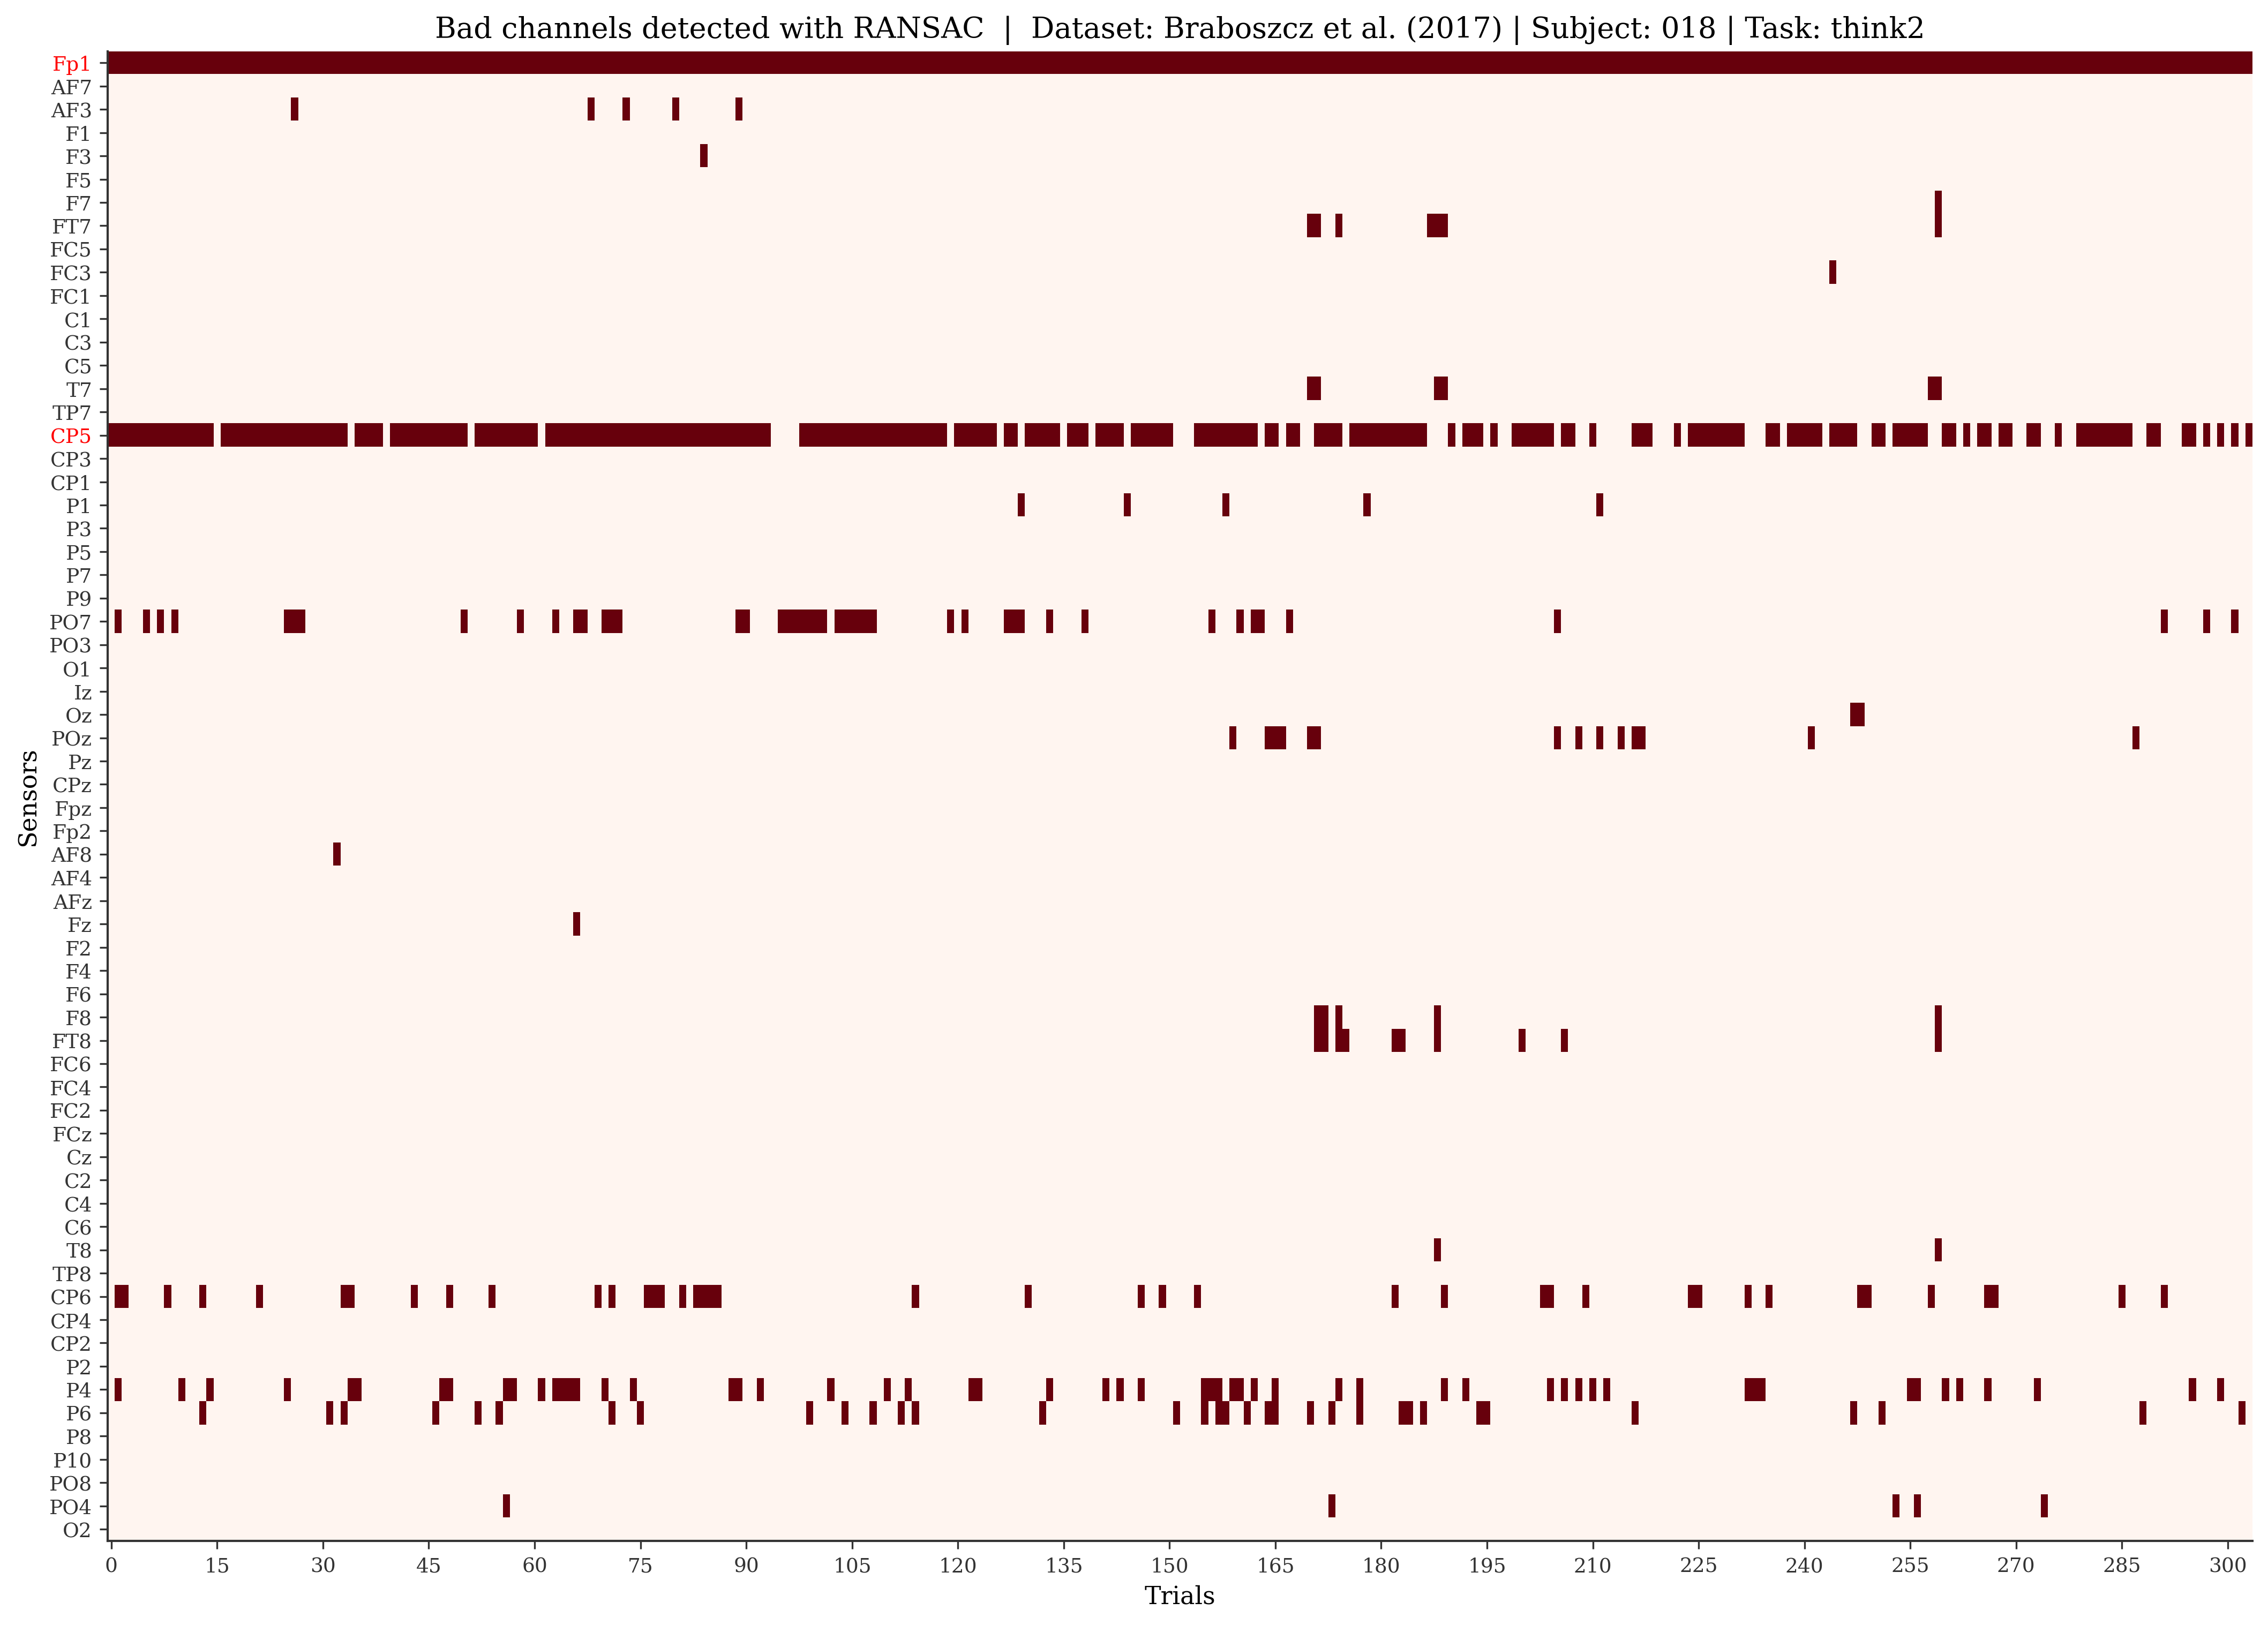 Bad channels detected with RANSAC | Dataset: Braboszcz et al. (2017) | Subject: 018 | Task: think2
Sensors
Fp1
AF7
AF3
F1
F3
F5
F7
FT7
FC5
FC3
FC1
C1
C3
C5
T7
TP7
CP5
CP3
CP1
P1
P3
P5
P7
P9
PO7
PO3
O1
Iz
Oz
POz
Pz
CPz
Fpz
Fp2
AF8
AF4
AFz
Fz
F2
F4
F6
F8
FT8
FC6
FC4
FC2
FCz
Cz
C2
C4
C6
T8
TP8
CP6
CP4
CP2
P2
P4
P6
P8
P10
PO8
PO4
O2
0 15 30 45 60 75 90 105 120 135 150 165 180 195 210 225 240 255 270 285 300
Trials